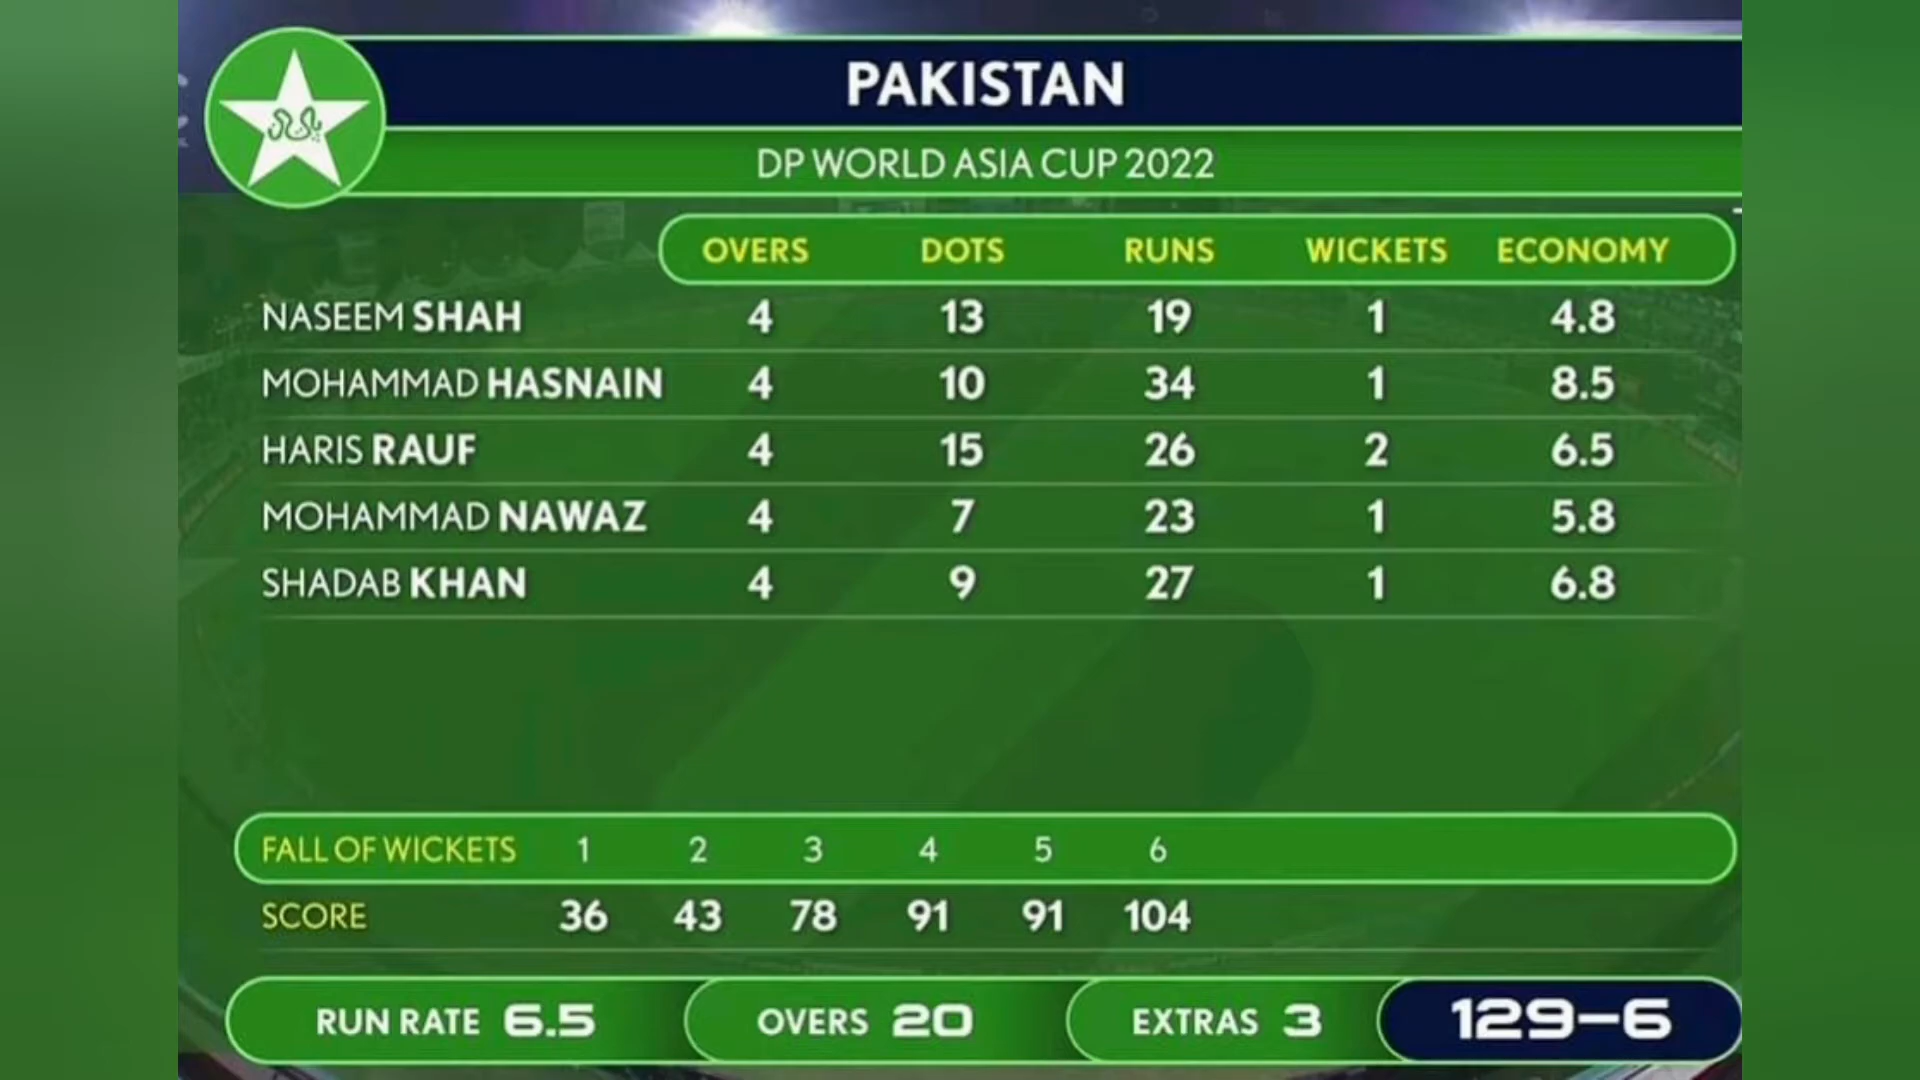 PAKISTAN
DP WORLD ASIA CUP 2022
OVERS DOTS RUNS WICKETS ECONOMY
NASEEM SHAH 4 13 19 1 4.8
MOHAMMAD HASNAIN 4 10 34 1 8.5
HARIS RAUF 4 15 26 2 6.5
MOHAMMAD NAWAZ 4 7 23 1 5.8
SHADAB KHAN 4 9 27 1 6.8
FALL OF WICKETS 1 2 3 4 5 6
SCORE 36 43 78 91 91 104
RUN RATE 6.5 OVERS 20 EXTRAS 3 129-6